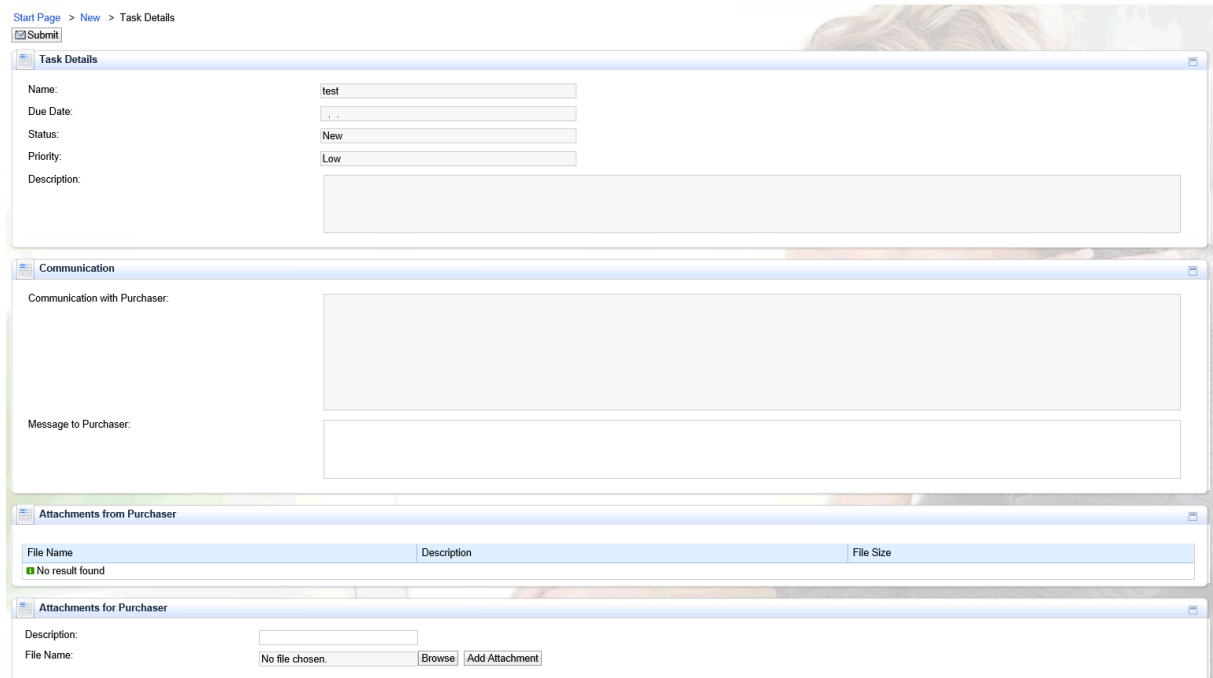 Start Page > New > Task Details
Submit
Task Details
Name: test
Due Date: . .
Status: New
Priority: Low
Description:
Communication
Communication with Purchaser:
Message to Purchaser:
Attachments from Purchaser
File Name Description File Size
No result found
Attachments for Purchaser
Description:
File Name: No file chosen. Browse Add Attachment